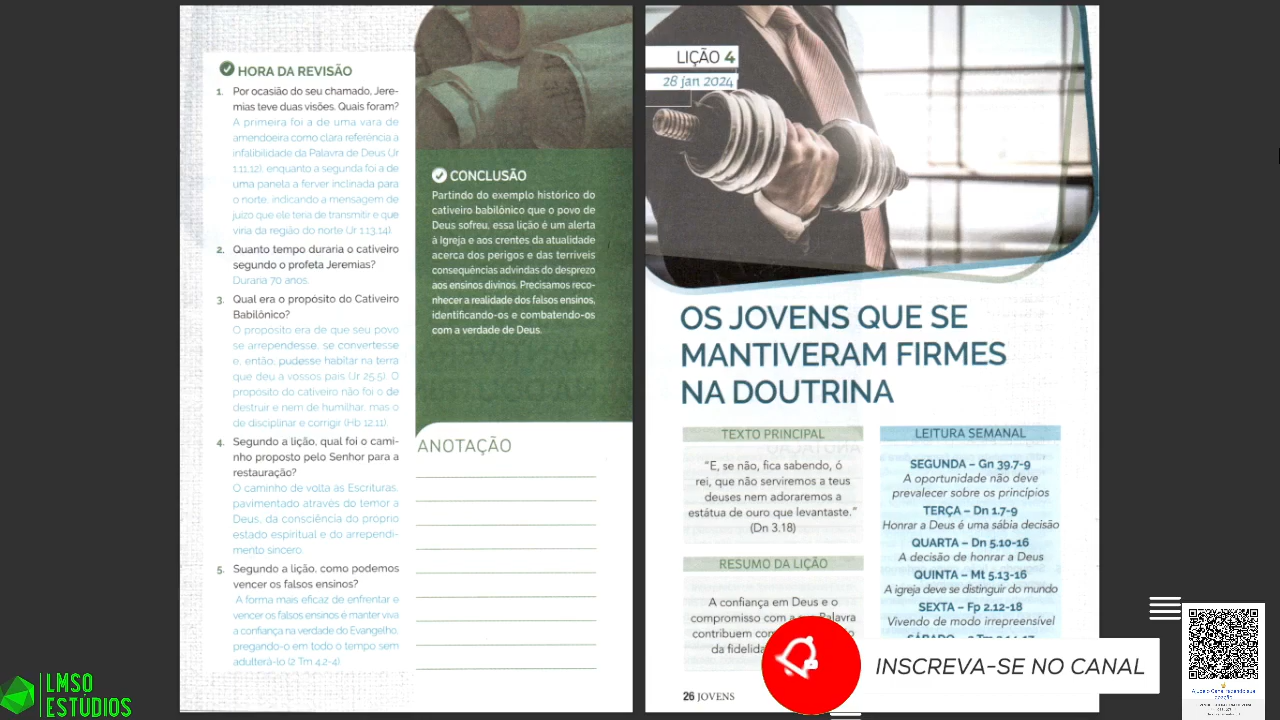 HORA DA REVISÃO
1. Por ocasião do seu chamado, Jere-
mias teve duas visões. Quais foram?
A primeira foi a de uma vara de
amendoeira como clara referência a
infalibilidade da Palavra de Deus (Jr
1.11,12), enquanto a segunda foi a de
uma panela a ferver inclinada para
o norte, indicando a mensagem de
juízo que ele teria de transmitir e que
viria da região do norte (Jr 1.13,14).
2. Quanto tempo duraria o cativeiro
segundo o profeta Jeremias?
Duraria 70 anos.
3. Qual era o propósito do Cativeiro
Babilônico?
O propósito era de que seu povo
se arrependesse, se convertesse
e, então, pudesse habitar na terra
que deu a vossos pais (Jr 25.5). O
propósito do cativeiro não foi o de
destruir e nem de humilhar, mas o
de disciplinar e corrigir (Hb 12.11).
4. Segundo a lição, qual foi o cami-
nho proposto pelo Senhor para a
restauração?
O caminho de volta as Escrituras,
pavimentado através do temor a
Deus, da consciência do próprio
estado espiritual e do arrependi-
mento sincero.
5. Segundo a lição, como podemos
vencer os falsos ensinos?
A forma mais eficaz de enfrentar e
vencer os falsos ensinos é manter viva
a confiança na verdade do Evangelho,
pregando-o em todo o tempo sem
adulterá-lo (2 Tm 4.2-4).
CONCLUSÃO
Partindo do exemplo histórico do
cativeiro babilônico que o povo de
Deus sofreu, essa lição é um alerta
à Igreja e aos crentes da atualidade
acerca dos perigos e das terríveis
consequências advindas do desprezo
aos ensinos divinos. Precisamos reco-
nhecer a realidade dos falsos ensinos,
identificando-os e combatendo-os
com a verdade de Deus.
ANOTAÇÃO
LIÇÃO 4
28 jan 2024
OS JOVENS QUE SE
MANTIVERAM FIRMES
NA DOUTRINA
TEXTO PRINCIPAL
“E, se não, fica sabendo, ó
rei, que não serviremos a teus
deuses nem adoraremos a
estátua de ouro que levantaste.”
(Dn 3.18)
RESUMO DA LIÇÃO
A confiança em Deus e o
compromisso com a sua Palavra
contribuem
da fidelida
LEITURA SEMANAL
SEGUNDA – Gn 39.7-9
A oportunidade não deve
prevalecer sobre os princípios
TERÇA – Dn 1.7-9
Honrar a Deus é uma sábia decisão
QUARTA – Dn 5.10-16
A decisão de honrar a Deus
QUINTA – Mt 5.13-16
A igreja deve se distinguir do mundo
SEXTA – Fp 2.12-18
Vivendo de modo irrepreensível
26 JOVENS
INSCREVA-SE NO CANAL
LMSO
ESTÚDIOS